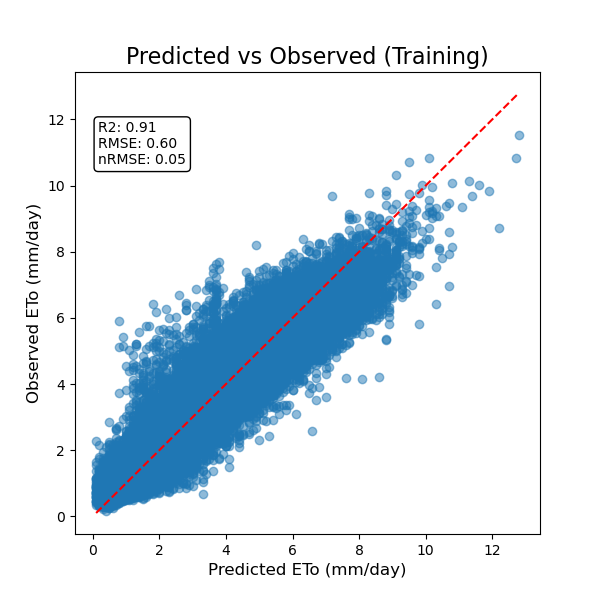 Predicted vs Observed (Training)
R2: 0.91
RMSE: 0.60
nRMSE: 0.05
Observed ETo (mm/day)
12
10
8
6
4
2
0
0 2 4 6 8 10 12
Predicted ETo (mm/day)